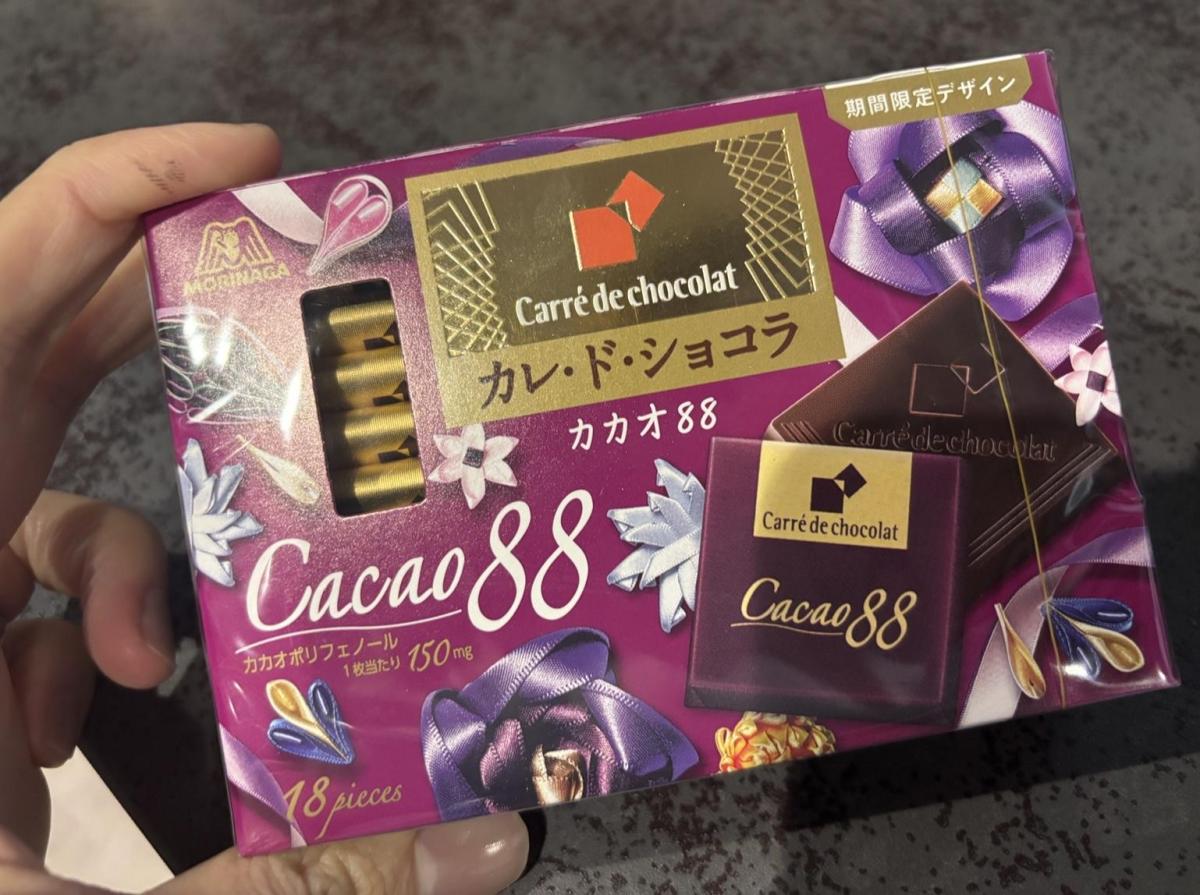 期間限定デザイン
MORINAGA
Carré de chocolat
カレ・ド・ショコラ
カカオ88
Carré de chocolat
Carré de chocolat
Cacao 88
Cacao 88
カカオポリフェノール
1枚当たり 150mg
18 pieces